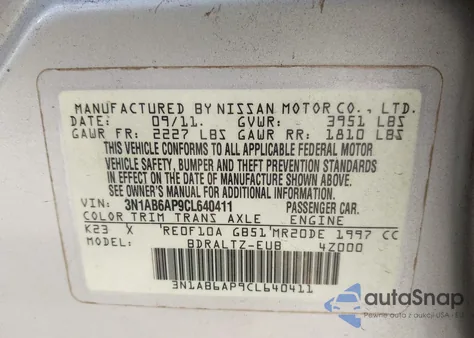 MANUFACTURED BY NISSAN MOTOR CO., LTD.
DATE: 09/11. GVWR: 3951 LBS
GAWR FR: 2227 LBS GAWR RR: 1810 LBS
THIS VEHICLE CONFORMS TO ALL APPLICABLE FEDERAL MOTOR
VEHICLE SAFETY, BUMPER AND THEFT PREVENTION STANDARDS
IN EFFECT ON THE DATE OF MANUFACTURE SHOWN ABOVE.
SEE OWNER'S MANUAL FOR ADDITIONAL INFORMATION.
VIN: 3N1AB6AP9CL640411 PASSENGER CAR.
COLOR TRIM TRANS AXLE ENGINE
K23 X 'RE0F10A GB51'MR20DE 1997 CC
MODEL: BDRALTZ-EUB 4Z000
3N1AB6AP9CL640411
autoSnap